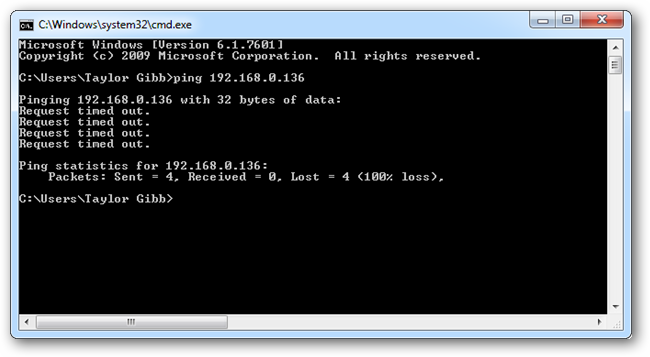 C:\Windows\system32\cmd.exe
Microsoft Windows [Version 6.1.7601]
Copyright (c) 2009 Microsoft Corporation.  All rights reserved.
C:\Users\Taylor Gibb>ping 192.168.0.136
Pinging 192.168.0.136 with 32 bytes of data:
Request timed out.
Request timed out.
Request timed out.
Request timed out.
Ping statistics for 192.168.0.136:
    Packets: Sent = 4, Received = 0, Lost = 4 (100% loss),
C:\Users\Taylor Gibb>